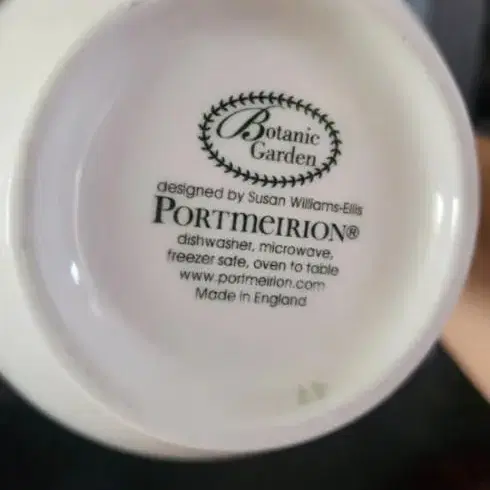 Botanic
Garden
designed by Susan Williams-Ellis
PORTMEIRION®
dishwasher, microwave,
freezer safe, oven to table
www.portmeirion.com
Made in England